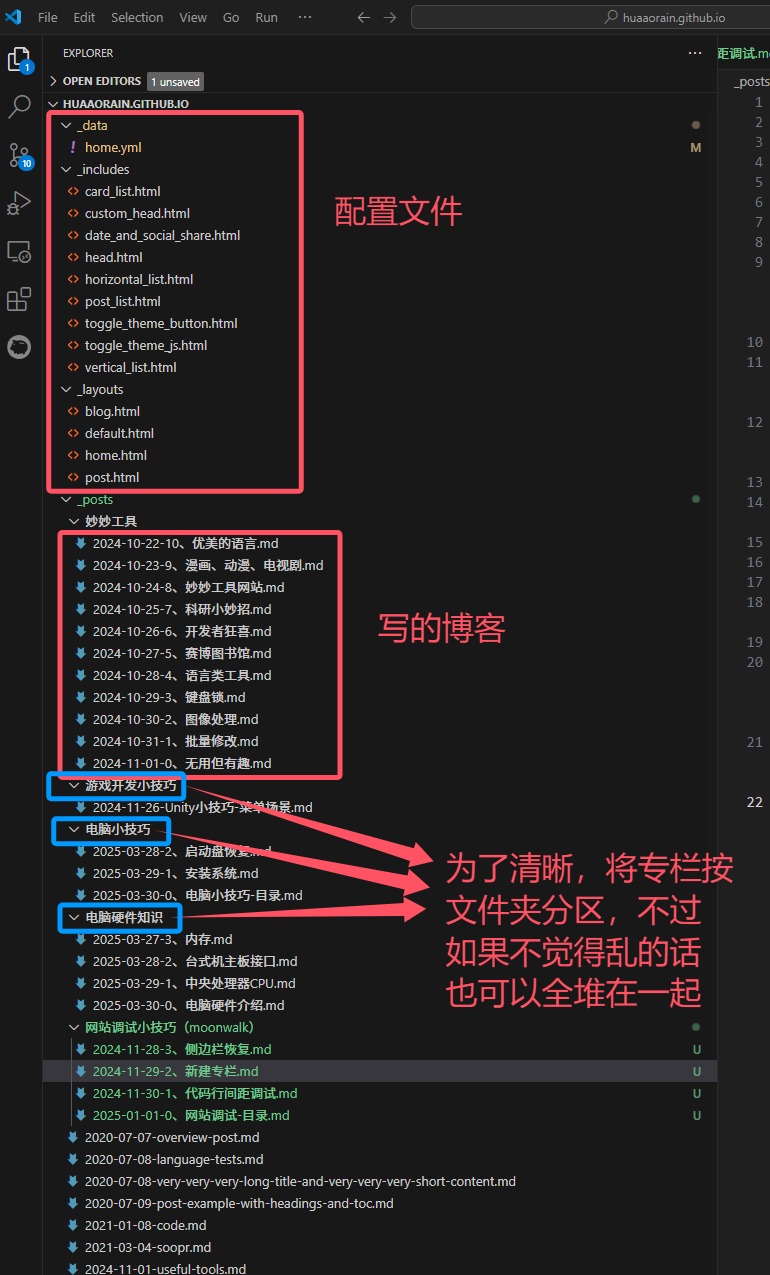 File Edit Selection View Go Run ··· huaaorain.github.io
EXPLORER ···
距调试.m
1
OPEN EDITORS 1 unsaved
_posts
HUAAORAIN.GITHUB.IO
1
_data
2
! home.yml M
3
_includes
4
card_list.html
5
custom_head.html
配置文件
6
date_and_social_share.html
7
head.html
8
horizontal_list.html
9
post_list.html
toggle_theme_button.html
toggle_theme_js.html
10
vertical_list.html
11
_layouts
blog.html
12
default.html
home.html
post.html
13
_posts
14
妙妙工具
2024-10-22-10、优美的语言.md
15
2024-10-23-9、漫画、动漫、电视剧.md
16
2024-10-24-8、妙妙工具网站.md
17
2024-10-25-7、科研小妙招.md
18
2024-10-26-6、开发者狂喜.md
写的博客
2024-10-27-5、赛博图书馆.md
19
2024-10-28-4、语言类工具.md
20
2024-10-29-3、键盘锁.md
2024-10-30-2、图像处理.md
2024-10-31-1、批量修改.md
21
2024-11-01-0、无用但有趣.md
游戏开发小技巧
2024-11-26-Unity小技巧-菜单场景.md
22
电脑小技巧
2025-03-28-2、启动盘恢复.md
2025-03-29-1、安装系统.md
2025-03-30-0、电脑小技巧-目录.md
为了清晰，将专栏按
文件夹分区，不过
如果不觉得乱的话
也可以全堆在一起
电脑硬件知识
2025-03-27-3、内存.md
2025-03-28-2、台式机主板接口.md
2025-03-29-1、中央处理器CPU.md
2025-03-30-0、电脑硬件介绍.md
网站调试小技巧（moonwalk）
2024-11-28-3、侧边栏恢复.md U
2024-11-29-2、新建专栏.md U
2024-11-30-1、代码行间距调试.md U
2025-01-01-0、网站调试-目录.md U
2020-07-07-overview-post.md
2020-07-08-language-tests.md
2020-07-08-very-very-very-long-title-and-very-very-very-short-content.md
2020-07-09-post-example-with-headings-and-toc.md
2021-01-08-code.md
2021-03-04-soopr.md
2024-11-01-useful-tools.md
10